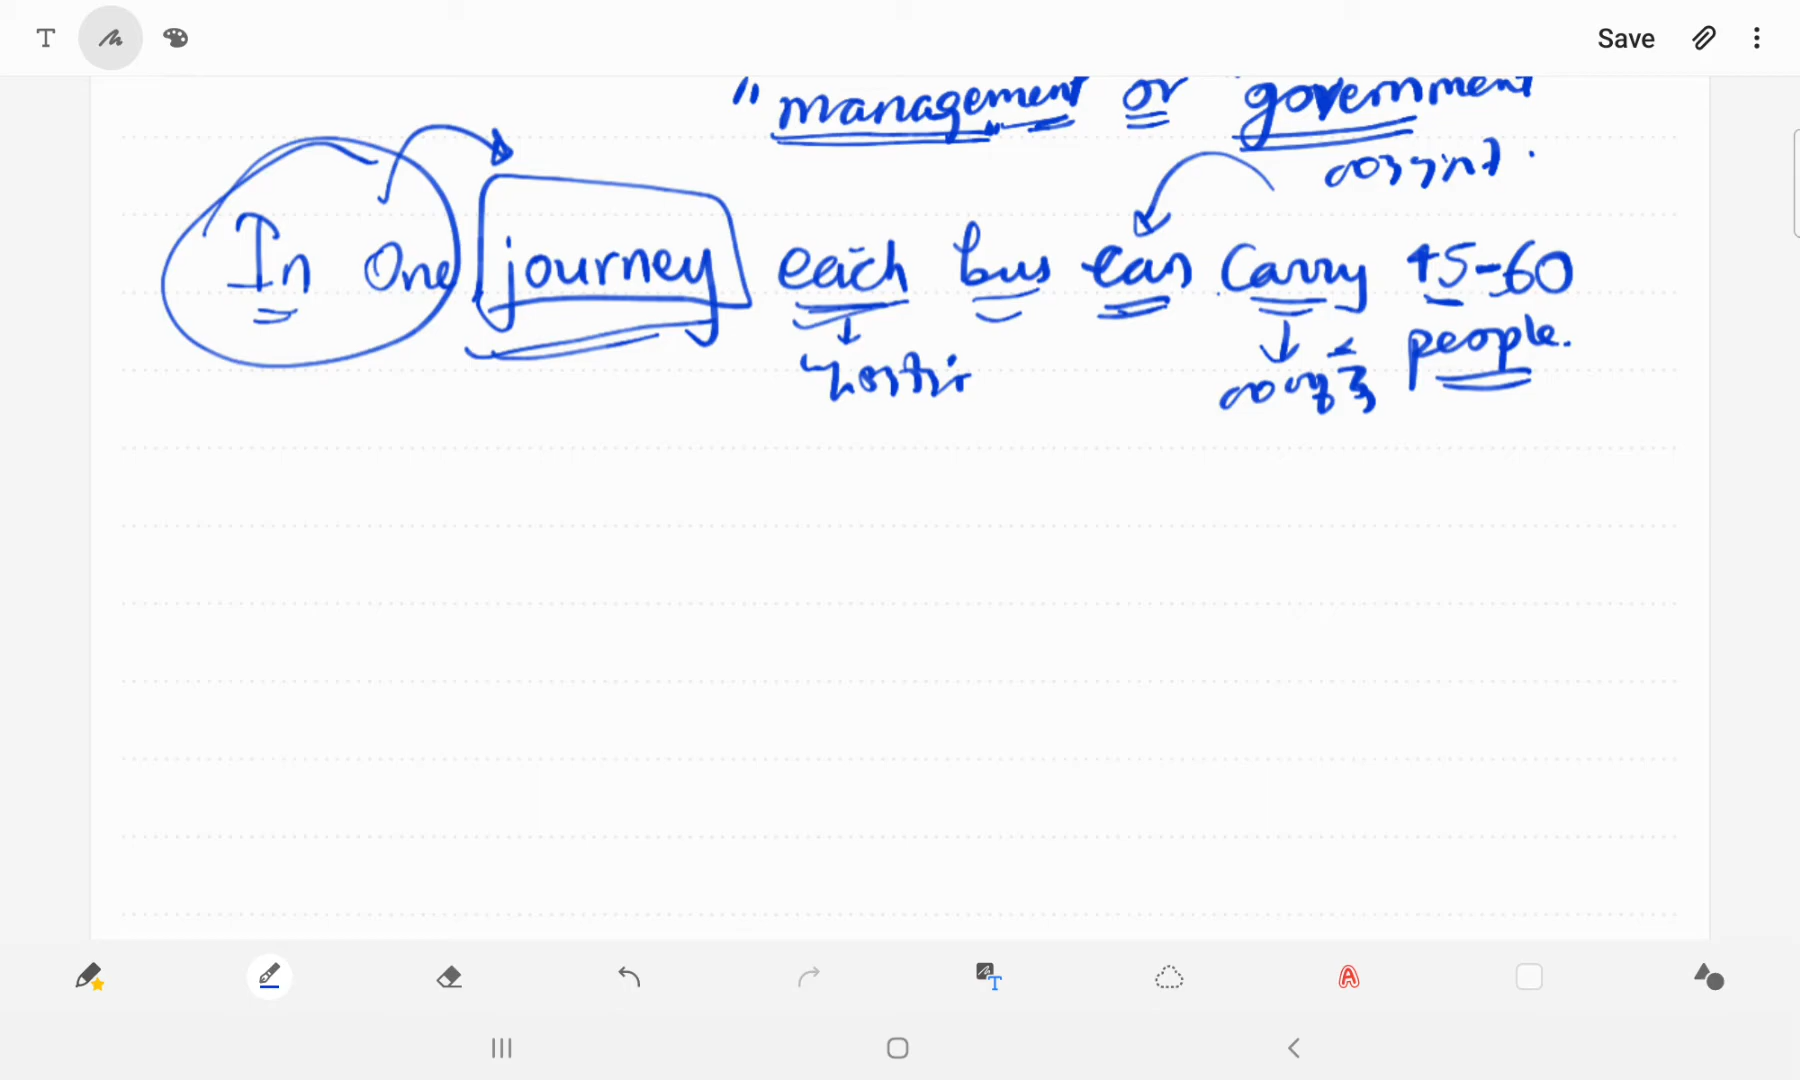 Save
"management or government
In One journey each bus can Carry 45-60
people.